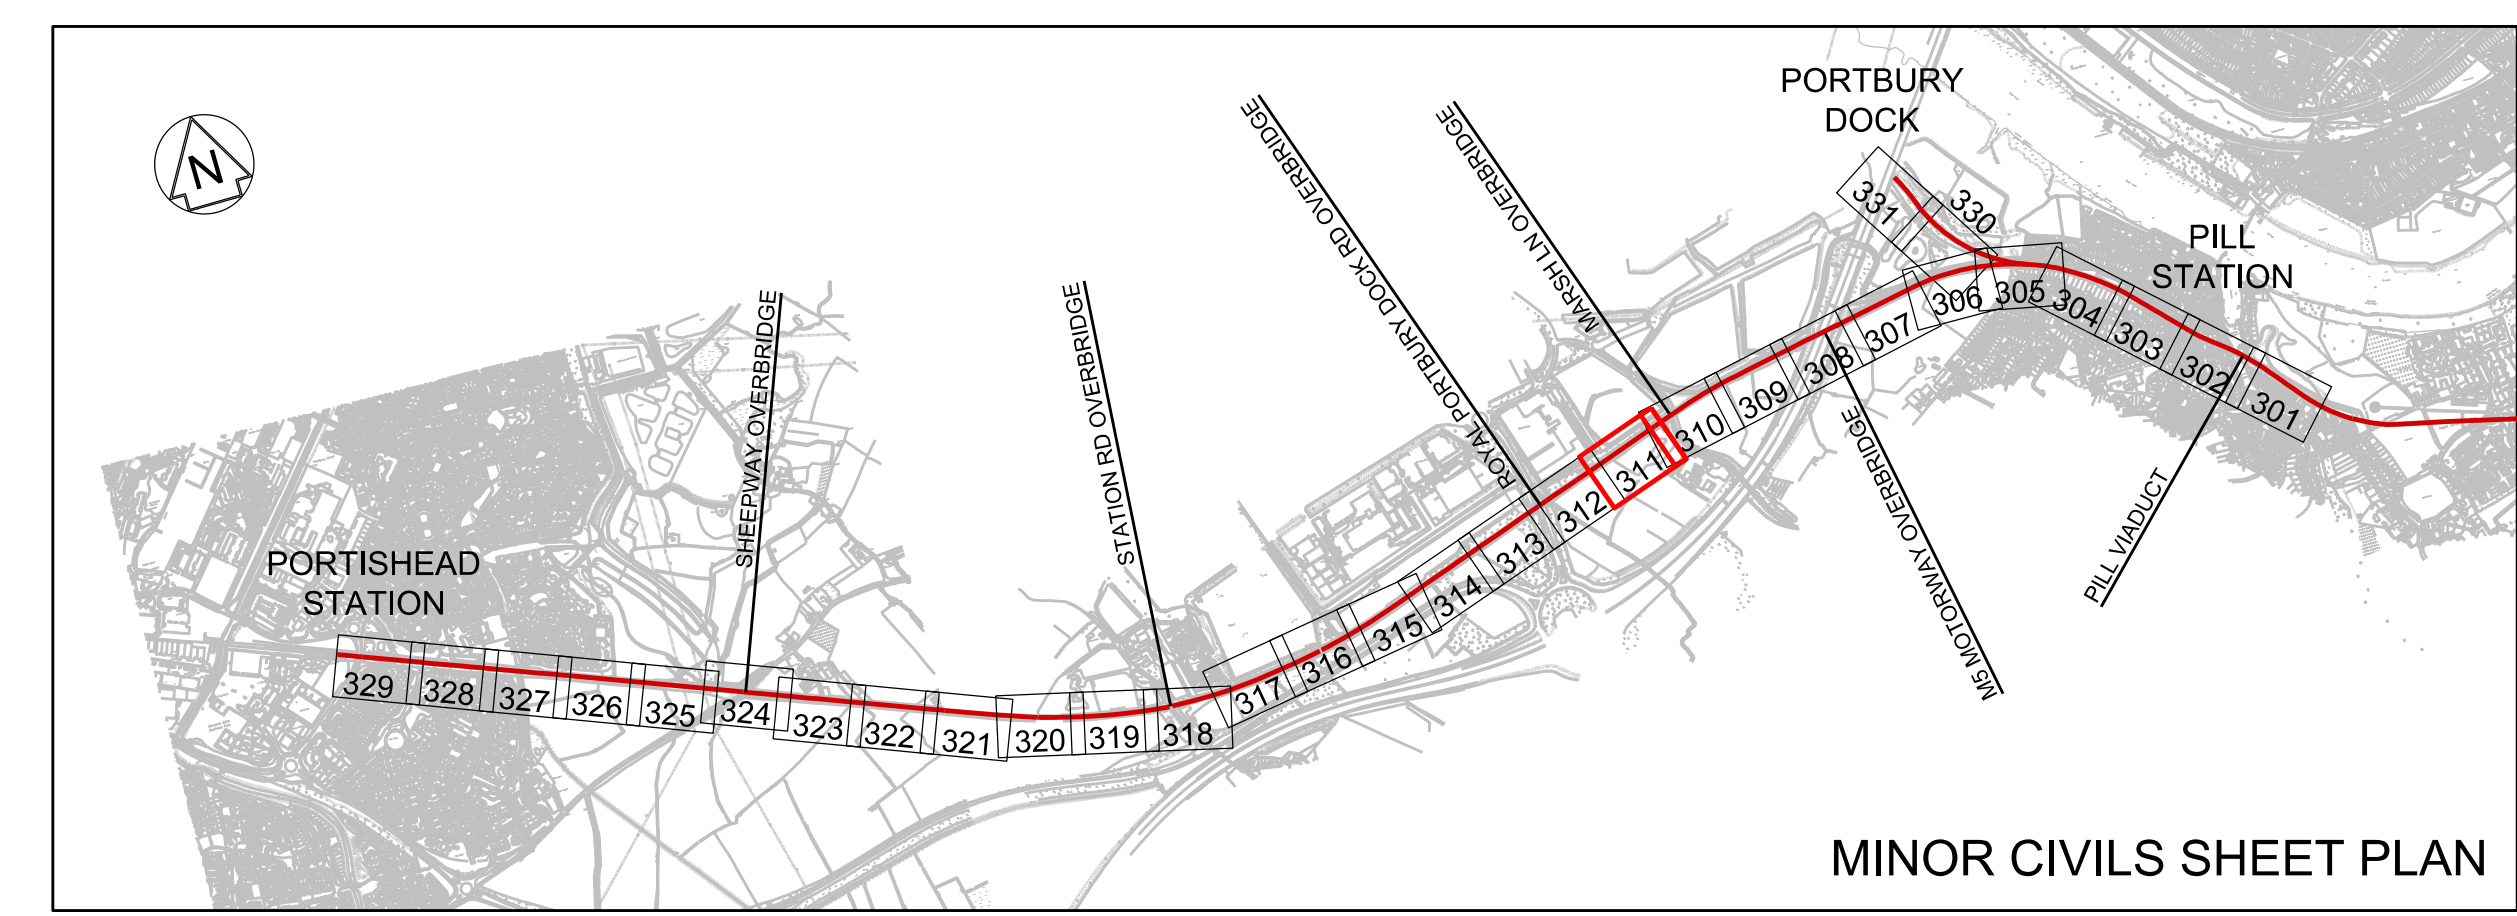 N
PORTBURY
DOCK
PILL
STATION
PORTISHEAD
STATION
SHEEPWAY OVERBRIDGE
STATION RD OVERBRIDGE
ROYAL PORTBURY DOCK RD OVERBRIDGE
MARSH LN OVERBRIDGE
M5 MOTORWAY OVERBRIDGE
PILL VIADUCT
329
328
327
326
325
324
323
322
321
320
319
318
317
316
315
314
313
312
311
310
309
308
307
306
305
304
303
302
301
331
330
MINOR CIVILS SHEET PLAN